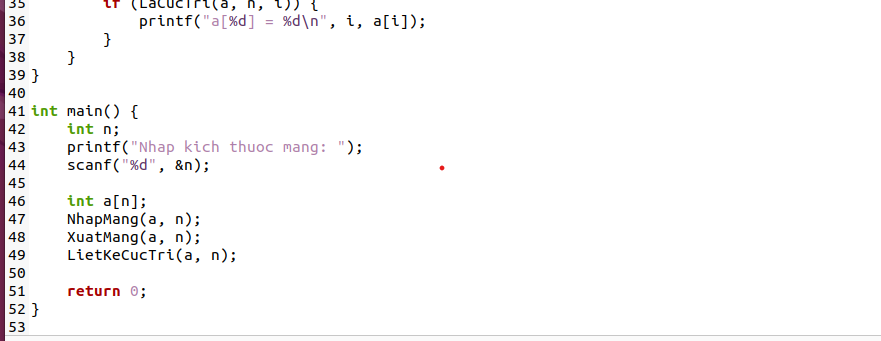 35 if (LaCucTri(a, n, i)) {
36 printf("a[%d] = %d\n", i, a[i]);
37 }
38 }
39 }
40
41 int main() {
42 int n;
43 printf("Nhap kich thuoc mang: ");
44 scanf("%d", &n);
45
46 int a[n];
47 NhapMang(a, n);
48 XuatMang(a, n);
49 LietKeCucTri(a, n);
50
51 return 0;
52 }
53